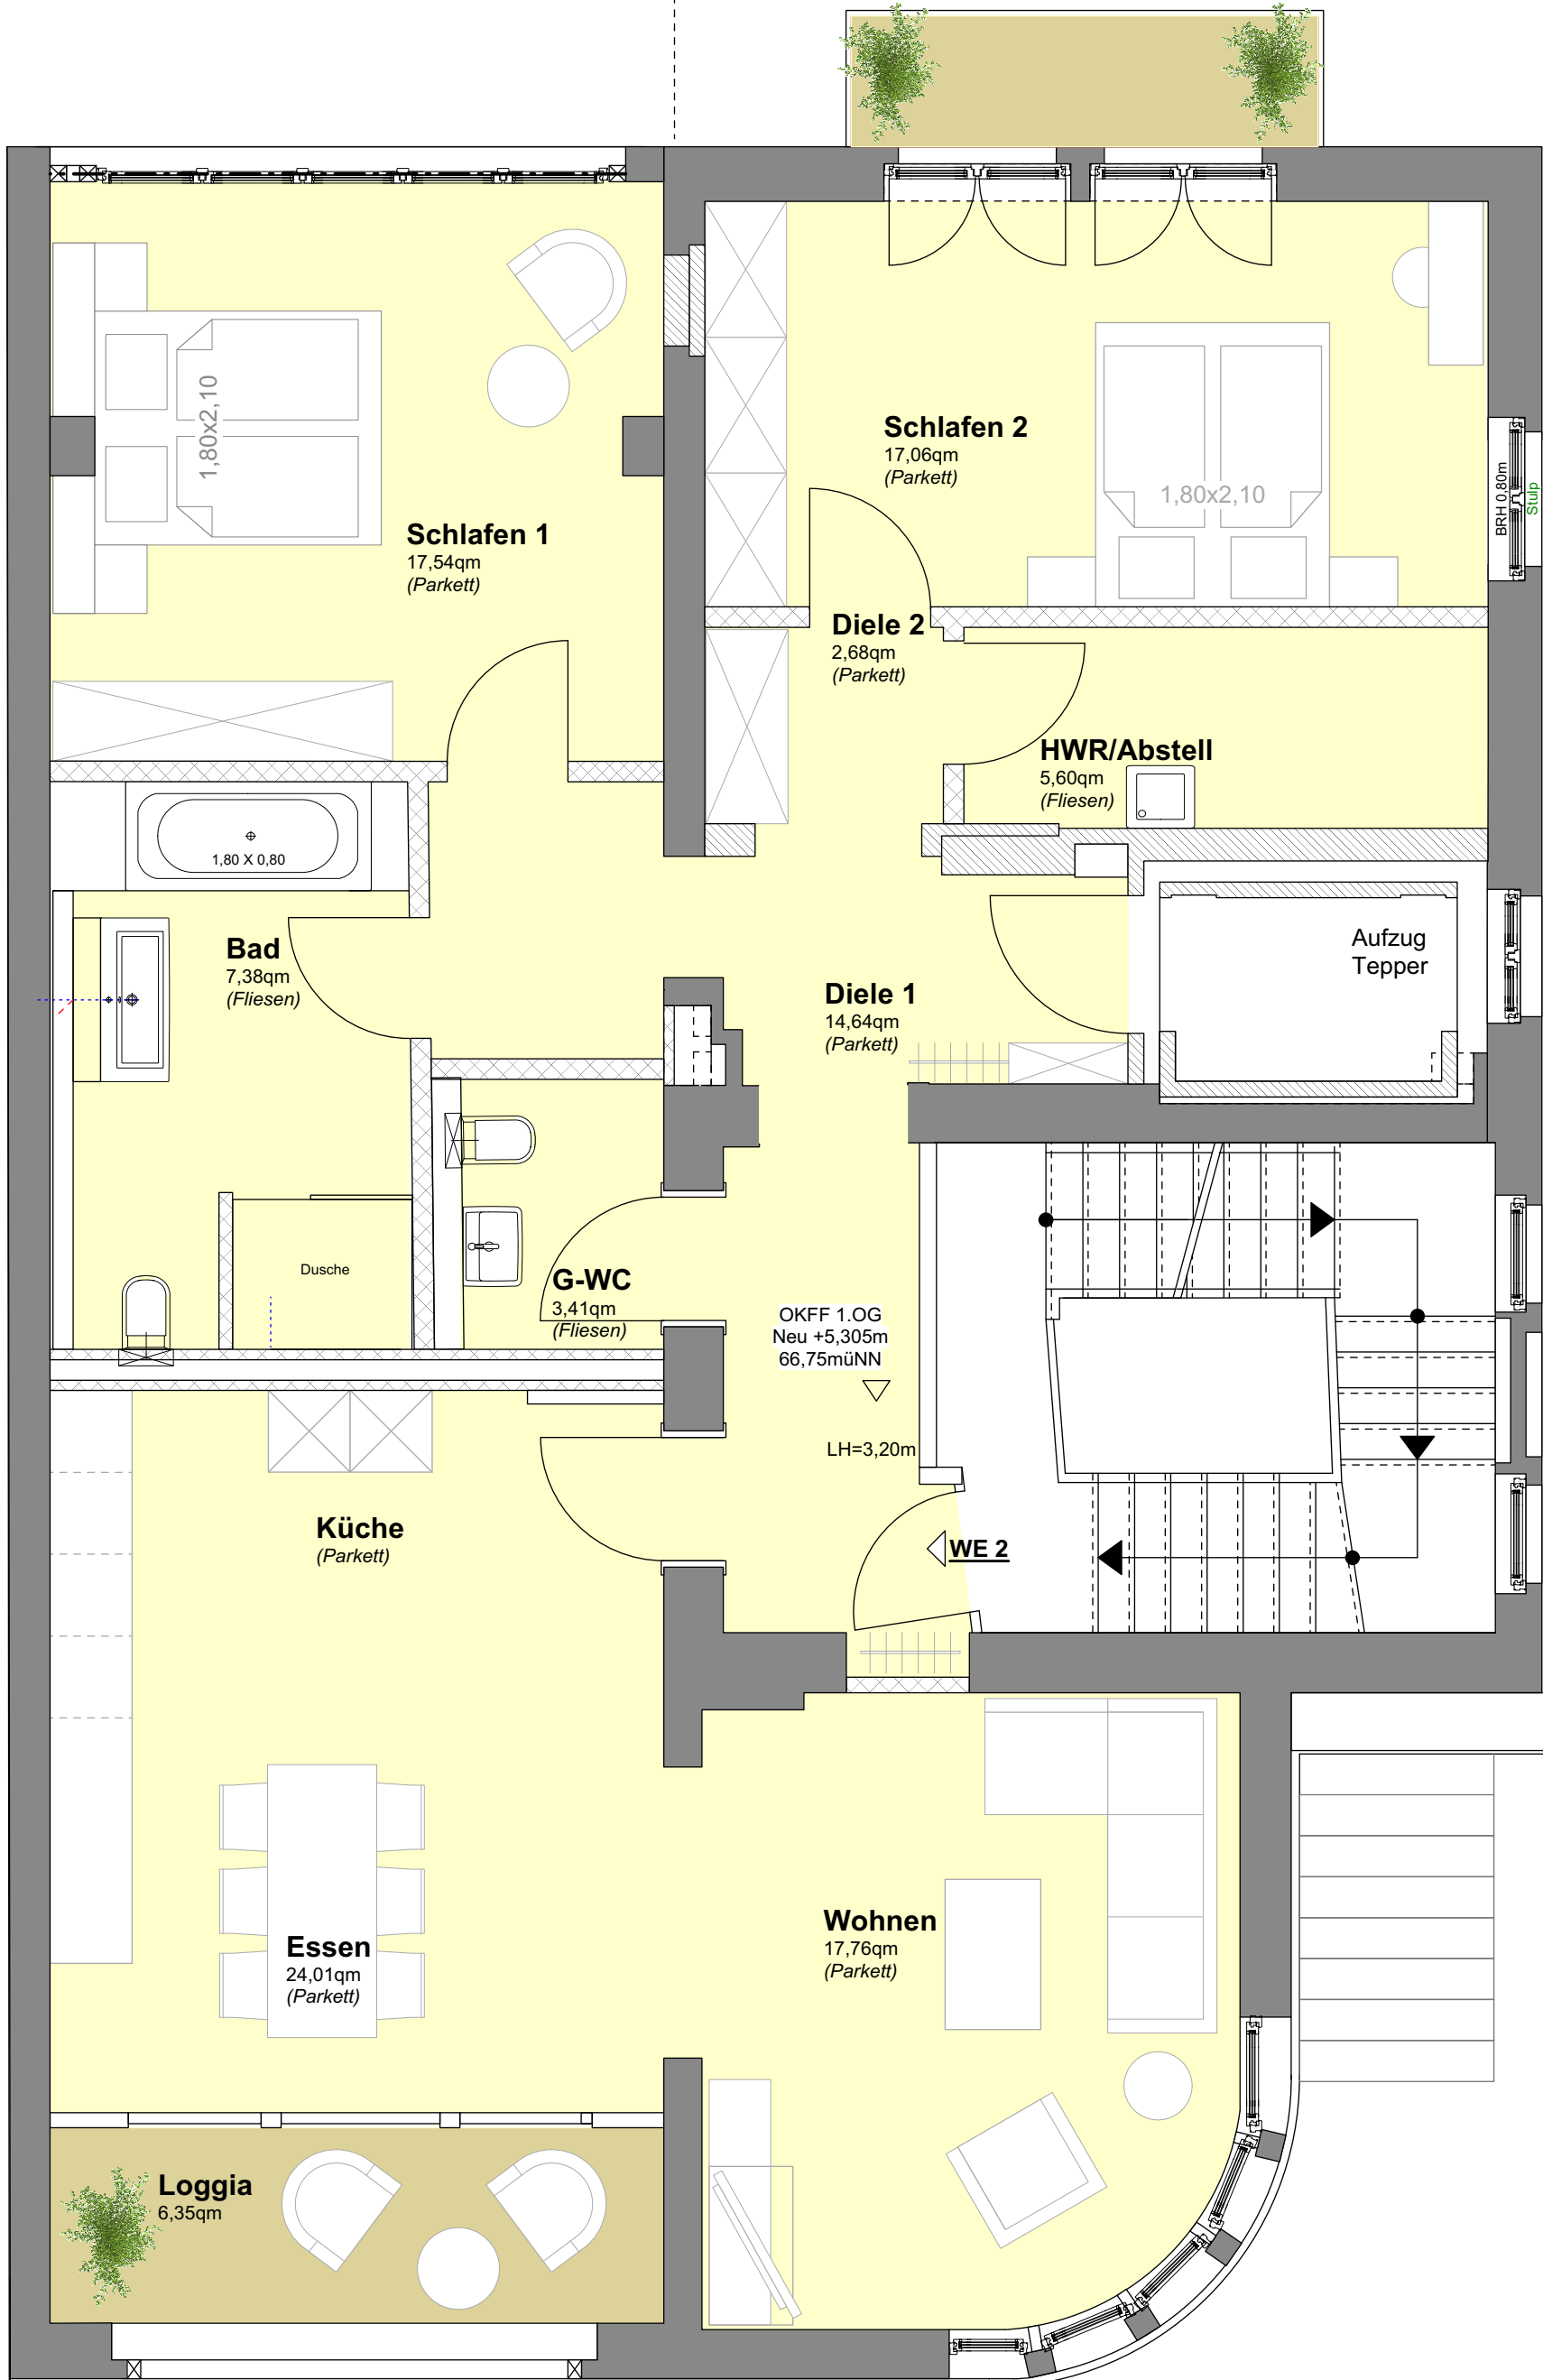 1,80x2,10
Schlafen 1
17,54qm
(Parkett)
Schlafen 2
17,06qm
(Parkett)
1,80x2,10
BRH 0,80m
Stulp
Diele 2
2,68qm
(Parkett)
HWR/Abstell
5,60qm
(Fliesen)
1,80 X 0,80
Bad
7,38qm
(Fliesen)
Aufzug
Tepper
Diele 1
14,64qm
(Parkett)
Dusche
G-WC
3,41qm
(Fliesen)
OKFF 1.OG
Neu +5,305m
66,75müNN
LH=3,20m
WE 2
Küche
(Parkett)
Essen
24,01qm
(Parkett)
Wohnen
17,76qm
(Parkett)
Loggia
6,35qm